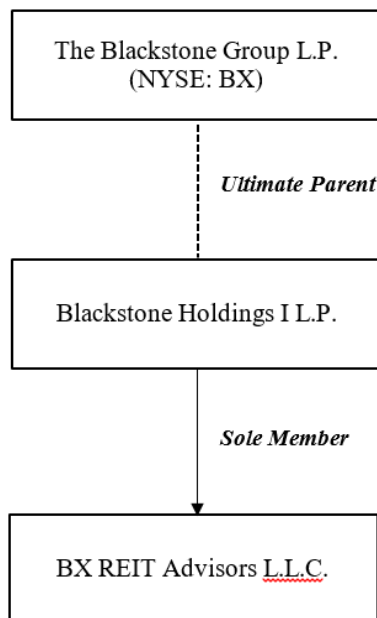 The Blackstone Group L.P.
(NYSE: BX)
Ultimate Parent
Blackstone Holdings I L.P.
Sole Member
BX REIT Advisors L.L.C.